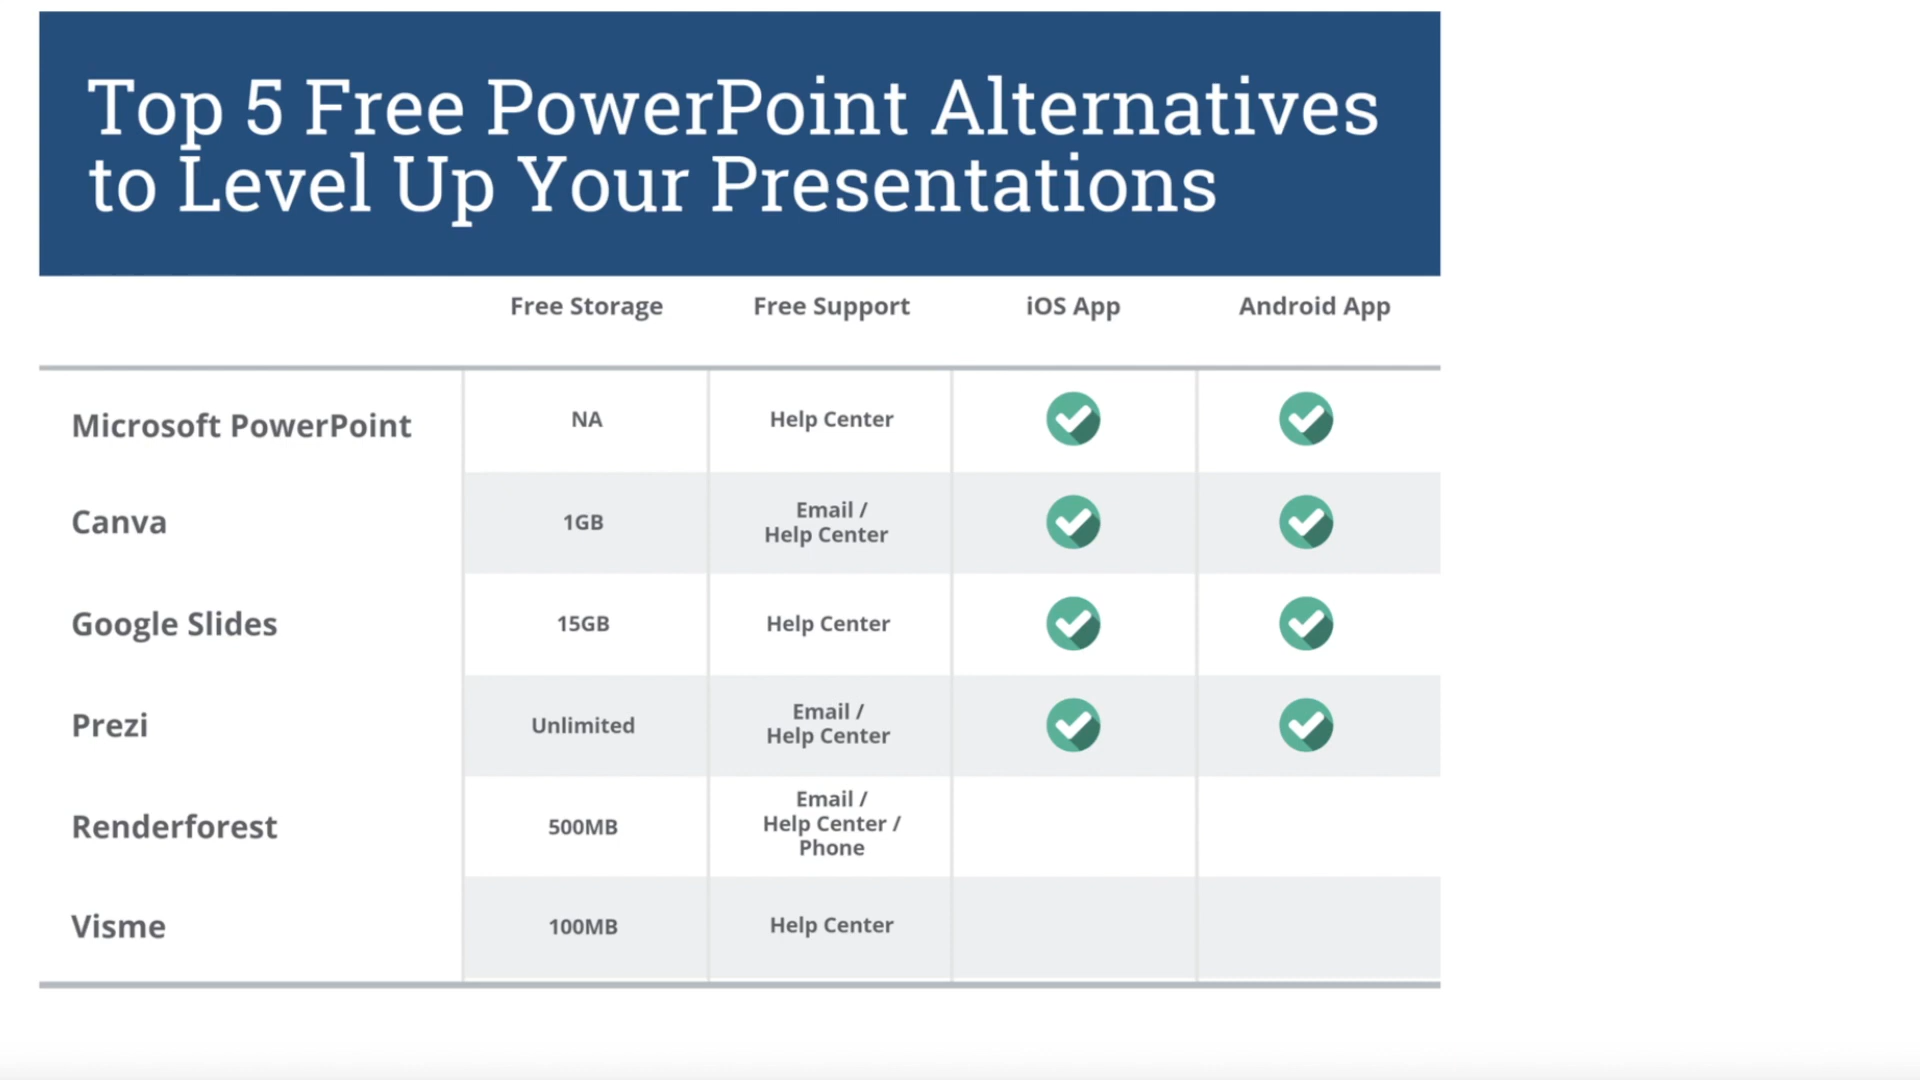 Top 5 Free PowerPoint Alternatives
to Level Up Your Presentations
Free Storage Free Support iOS App Android App
Microsoft PowerPoint NA Help Center
Canva 1GB Email /
Help Center
Google Slides 15GB Help Center
Prezi Unlimited Email /
Help Center
Renderforest 500MB Email /
Help Center /
Phone
Visme 100MB Help Center